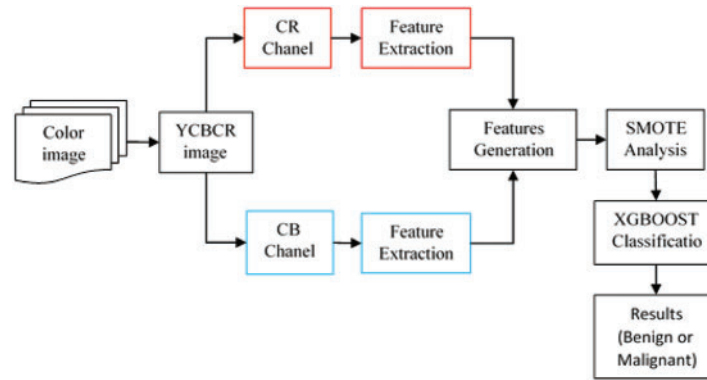 Color
image
YCBCR
image
CR
Chanel
Feature
Extraction
CB
Chanel
Feature
Extraction
Features
Generation
SMOTE
Analysis
XGBOOST
Classificatio
Results
(Benign or
Malignant)